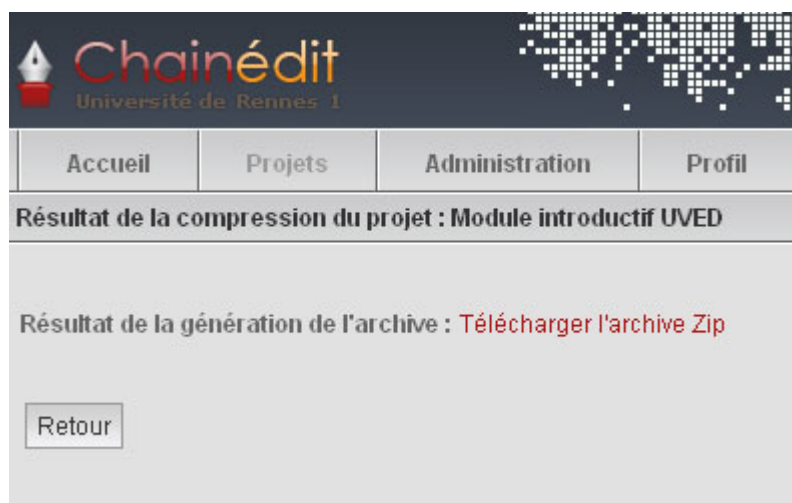 Chainédit
Université de Rennes 1
Accueil Projets Administration Profil
Résultat de la compression du projet : Module introductif UVED
Résultat de la génération de l'archive : Télécharger l'archive Zip
Retour